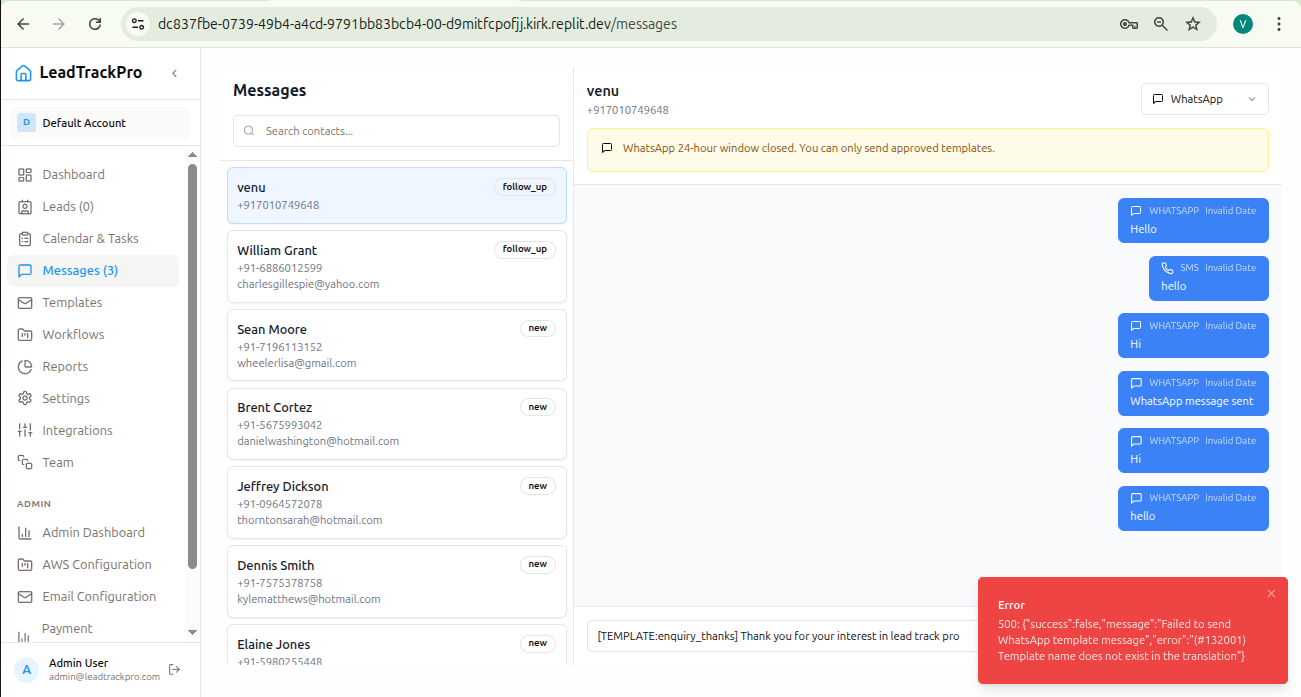 dc837fbe-0739-49b4-a4cd-9791bb83bcb4-00-d9mitfcpofjj.kirk.replit.dev/messages
V
LeadTrackPro
D Default Account
Dashboard
Leads (0)
Calendar & Tasks
Messages (3)
Templates
Workflows
Reports
Settings
Integrations
Team
ADMIN
Admin Dashboard
AWS Configuration
Email Configuration
Payment
A
Admin User
admin@leadtrackpro.com
Messages
Search contacts...
venu
follow_up
+917010749648
William Grant
follow_up
+91-6886012599
charlesgillespie@yahoo.com
Sean Moore
new
+91-7196113152
wheelerlisa@gmail.com
Brent Cortez
new
+91-5675993042
danielwashington@hotmail.com
Jeffrey Dickson
new
+91-0964572078
thorntonsarah@hotmail.com
Dennis Smith
new
+91-7575378758
kylematthews@hotmail.com
Elaine Jones
new
+91-5980255448
venu
+917010749648
WhatsApp
WhatsApp 24-hour window closed. You can only send approved templates.
WHATSAPP Invalid Date
Hello
SMS Invalid Date
hello
WHATSAPP Invalid Date
Hi
WHATSAPP Invalid Date
WhatsApp message sent
WHATSAPP Invalid Date
Hi
WHATSAPP Invalid Date
hello
[TEMPLATE:enquiry_thanks] Thank you for your interest in lead track pro
Error
500: {"success":false,"message":"Failed to send
WhatsApp template message","error":"(#132001)
Template name does not exist in the translation"}